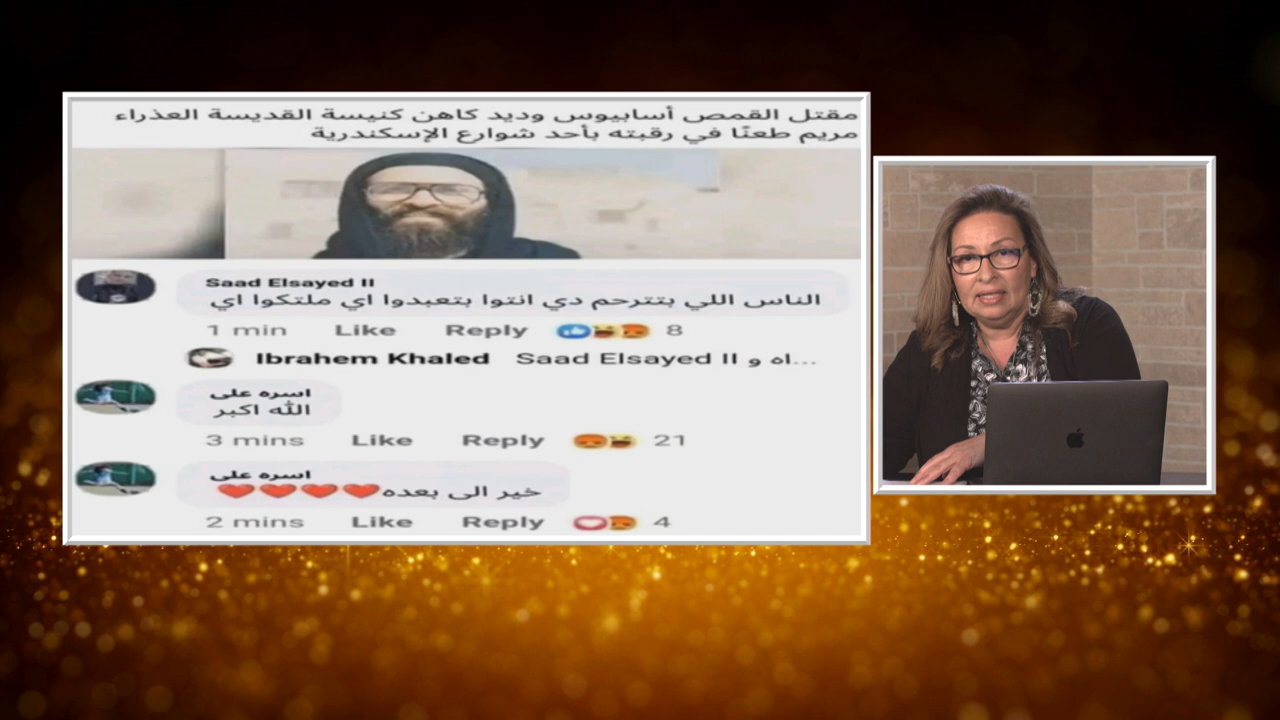 مقتل القمص أسابيوس وديد كاهن كنيسة القديسة العذراء
مريم طعنًا في رقبته بأحد شوارع الإسكندرية
Saad Elsayed II
الناس اللي بتترحم دي انتوا بتعبدوا اي ملتكوا اي
1 min Like Reply 8
Ibrahem Khaled Saad Elsayed II اه و...
اسره على
الله اكبر
3 mins Like Reply 21
اسره على
خير الى بعده❤️❤️❤️❤️
2 mins Like Reply 4